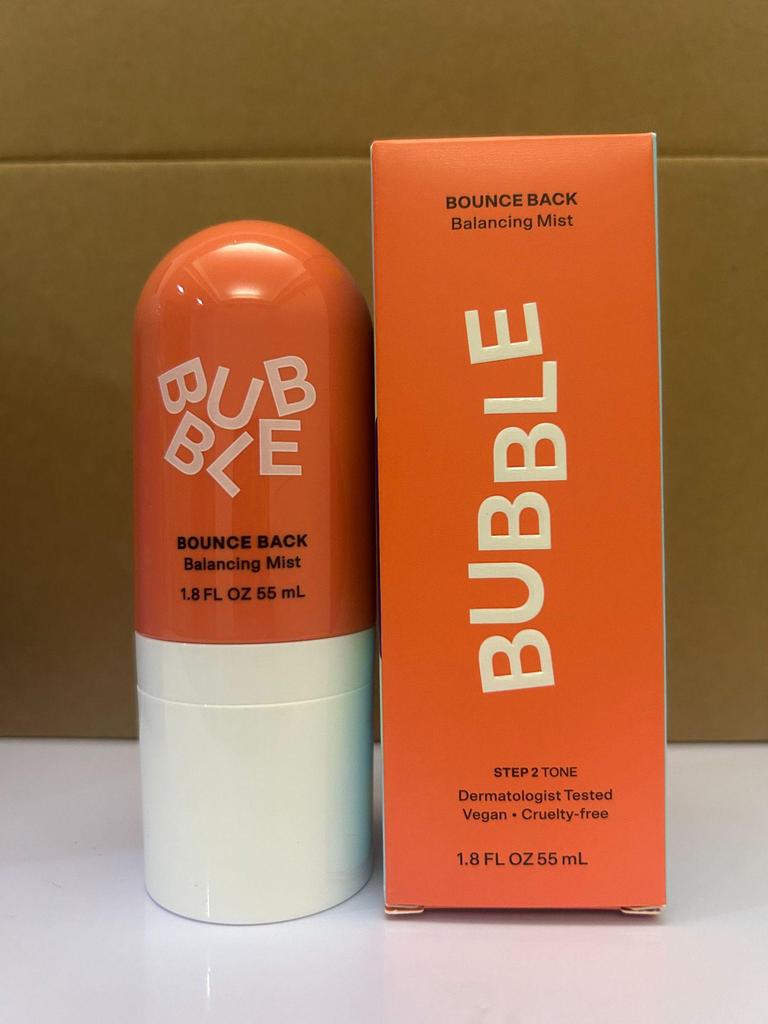 BUB
BLE
BOUNCE BACK
Balancing Mist
1.8 FL OZ 55 mL
BOUNCE BACK
Balancing Mist
BUBBLE
STEP 2 TONE
Dermatologist Tested
Vegan • Cruelty-free
1.8 FL OZ 55 mL